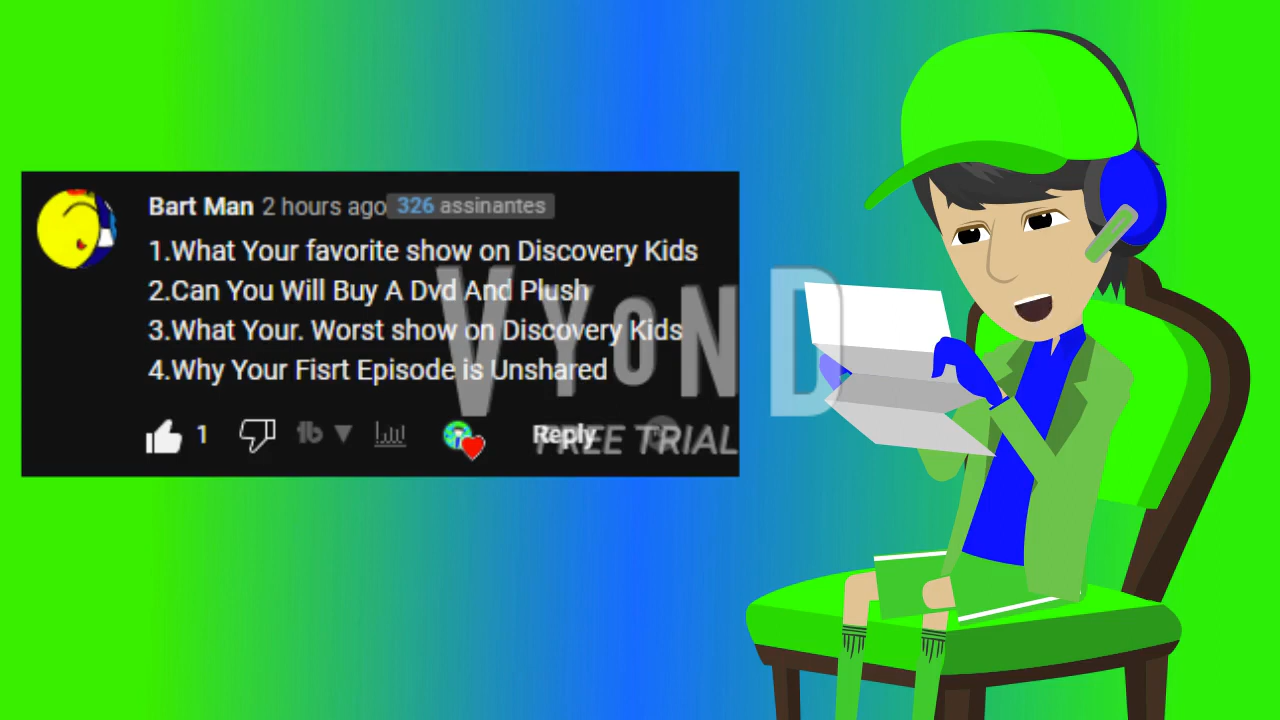 Bart Man 2 hours ago 326 assinantes
1.What Your favorite show on Discovery Kids
2.Can You Will Buy A Dvd And Plush
3.What Your. Worst show on Discovery Kids
4.Why Your Fisrt Episode is Unshared
1 tb Reply
VYOND
FREE TRIAL